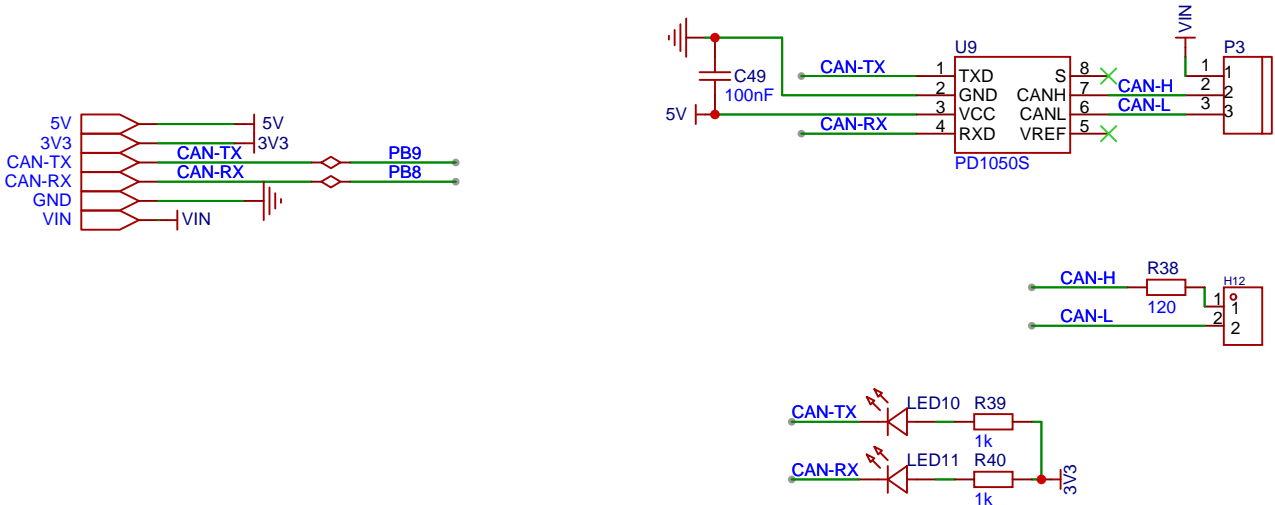 5V
3V3
CAN-TX
CAN-RX
GND
VIN
5V
3V3
CAN-TX
CAN-RX
PB9
PB8
VIN
C49
100nF
5V
CAN-TX
CAN-RX
U9
1 TXD
2 GND
3 VCC
4 RXD
S 8
CANH 7
CANL 6
VREF 5
PD1050S
CAN-H
CAN-L
VIN
P3
1 1
2 2
3 3
CAN-H
CAN-L
R38
120
H12
1 1
2 2
CAN-TX
LED10
R39
1k
CAN-RX
LED11
R40
1k
3V3